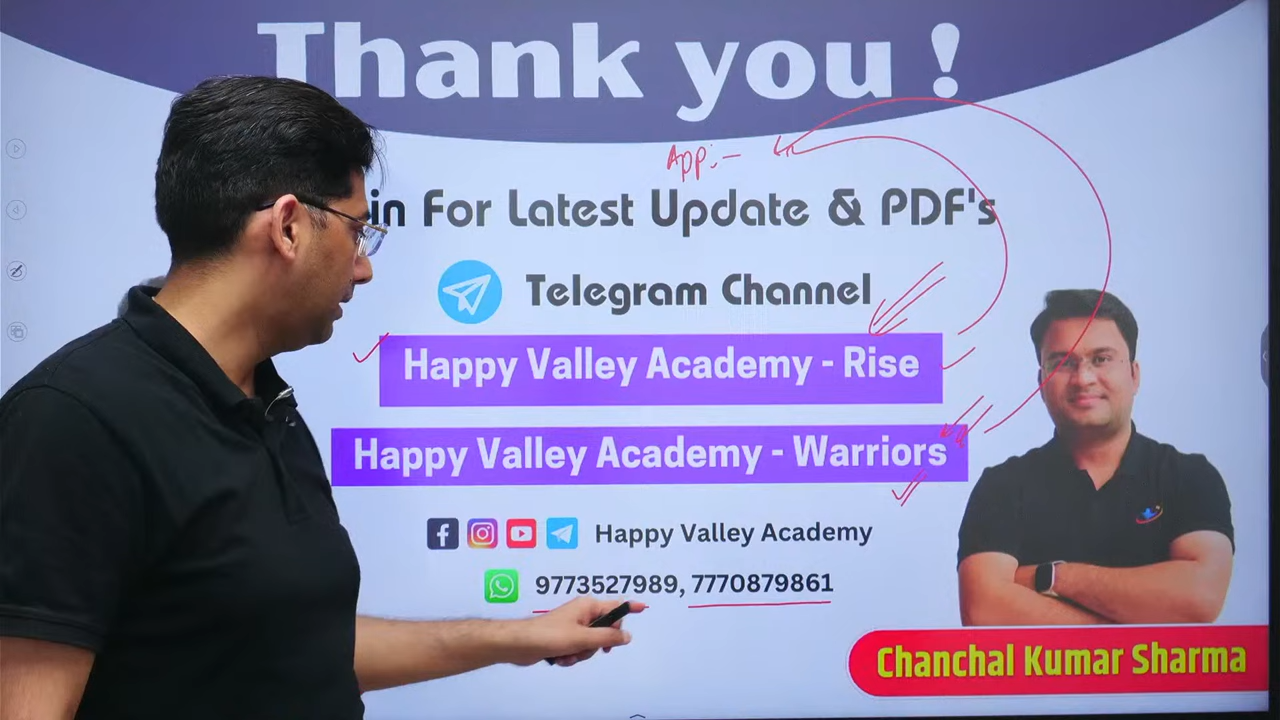 Thank you !
App:-
in For Latest Update & PDF's
Telegram Channel
Happy Valley Academy - Rise
Happy Valley Academy - Warriors
Happy Valley Academy
9773527989, 7770879861
Chanchal Kumar Sharma